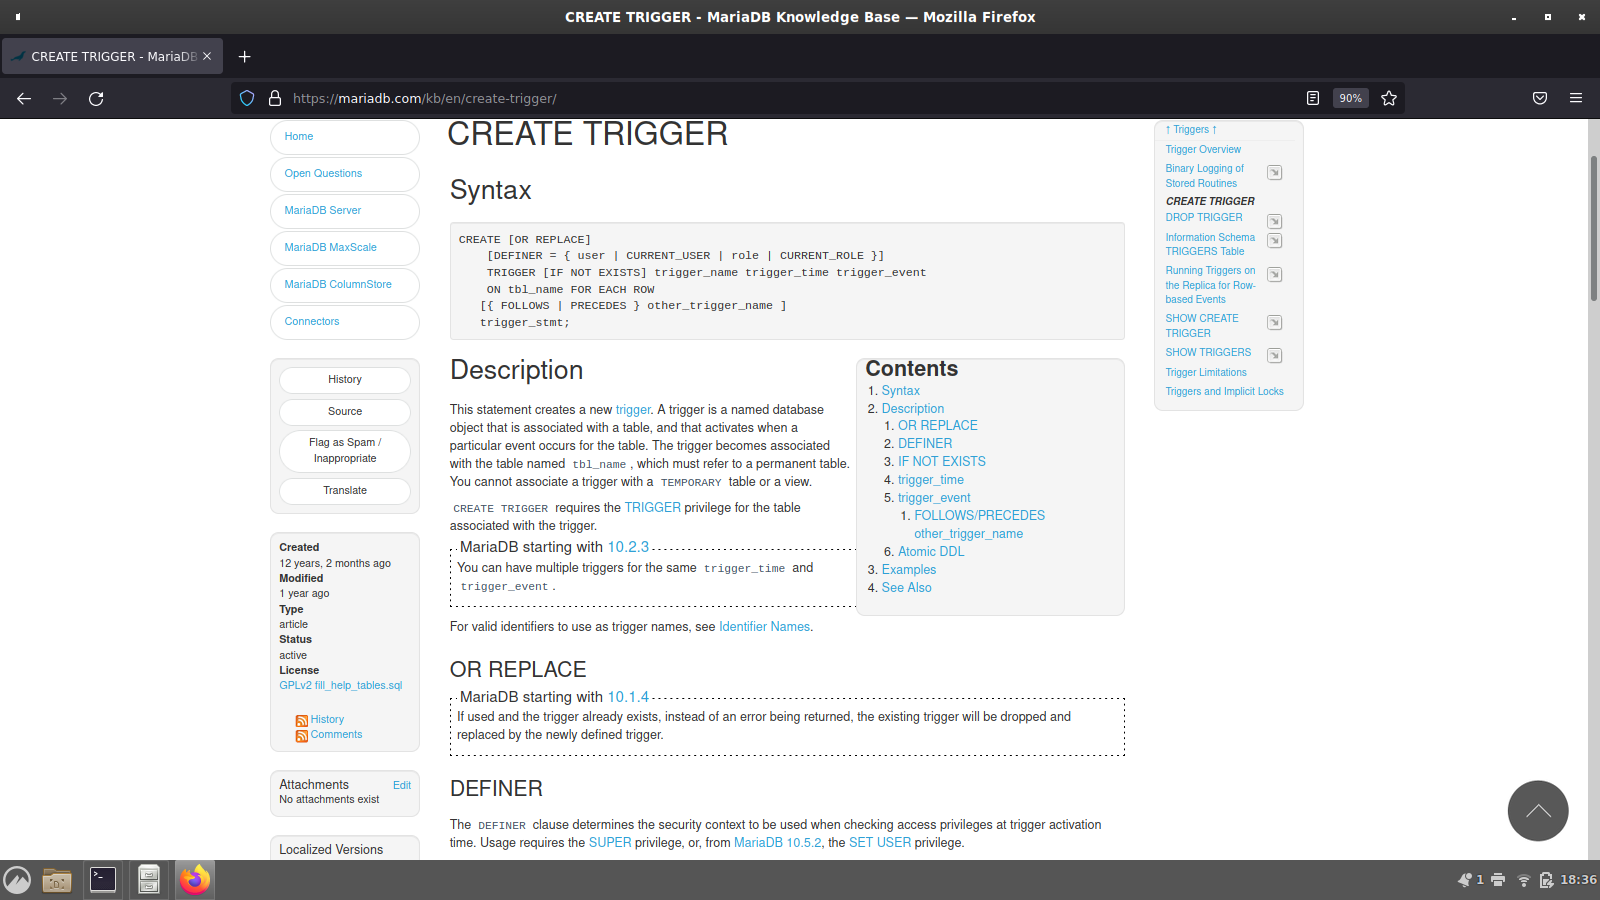 CREATE TRIGGER - MariaDB Knowledge Base — Mozilla Firefox
CREATE TRIGGER - MariaDB
https://mariadb.com/kb/en/create-trigger/
90%
Home
Open Questions
MariaDB Server
MariaDB MaxScale
MariaDB ColumnStore
Connectors
History
Source
Flag as Spam /
Inappropriate
Translate
Created
12 years, 2 months ago
Modified
1 year ago
Type
article
Status
active
License
GPLv2 fill_help_tables.sql
History
Comments
Attachments Edit
No attachments exist
Localized Versions
CREATE TRIGGER
Syntax
CREATE [OR REPLACE]
[DEFINER = { user | CURRENT_USER | role | CURRENT_ROLE }]
TRIGGER [IF NOT EXISTS] trigger_name trigger_time trigger_event
ON tbl_name FOR EACH ROW
[{ FOLLOWS | PRECEDES } other_trigger_name ]
trigger_stmt;
Description
This statement creates a new trigger. A trigger is a named database
object that is associated with a table, and that activates when a
particular event occurs for the table. The trigger becomes associated
with the table named tbl_name, which must refer to a permanent table.
You cannot associate a trigger with a TEMPORARY table or a view.
CREATE TRIGGER requires the TRIGGER privilege for the table
associated with the trigger.
MariaDB starting with 10.2.3
You can have multiple triggers for the same trigger_time and
trigger_event.
For valid identifiers to use as trigger names, see Identifier Names.
Contents
1. Syntax
2. Description
1. OR REPLACE
2. DEFINER
3. IF NOT EXISTS
4. trigger_time
5. trigger_event
1. FOLLOWS/PRECEDES
other_trigger_name
6. Atomic DDL
3. Examples
4. See Also
OR REPLACE
MariaDB starting with 10.1.4
If used and the trigger already exists, instead of an error being returned, the existing trigger will be dropped and
replaced by the newly defined trigger.
DEFINER
The DEFINER clause determines the security context to be used when checking access privileges at trigger activation
time. Usage requires the SUPER privilege, or, from MariaDB 10.5.2, the SET USER privilege.
↑ Triggers ↑
Trigger Overview
Binary Logging of
Stored Routines
CREATE TRIGGER
DROP TRIGGER
Information Schema
TRIGGERS Table
Running Triggers on
the Replica for Row-
based Events
SHOW CREATE
TRIGGER
SHOW TRIGGERS
Trigger Limitations
Triggers and Implicit Locks
1
18:36